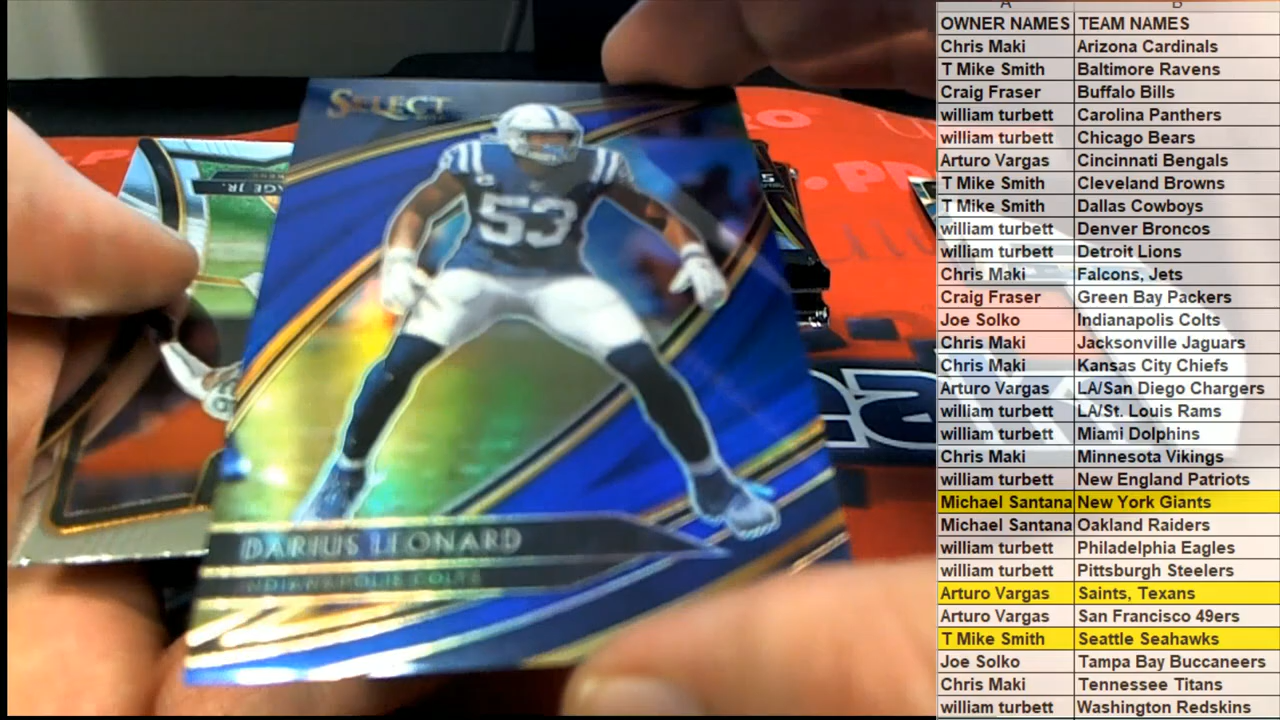 SELECT
53
DARIUS LEONARD
INDIANAPOLIS COLTS
AGE JR.
A B
OWNER NAMES TEAM NAMES
Chris Maki Arizona Cardinals
T Mike Smith Baltimore Ravens
Craig Fraser Buffalo Bills
william turbett Carolina Panthers
william turbett Chicago Bears
Arturo Vargas Cincinnati Bengals
T Mike Smith Cleveland Browns
T Mike Smith Dallas Cowboys
william turbett Denver Broncos
william turbett Detroit Lions
Chris Maki Falcons, Jets
Craig Fraser Green Bay Packers
Joe Solko Indianapolis Colts
Chris Maki Jacksonville Jaguars
Chris Maki Kansas City Chiefs
Arturo Vargas LA/San Diego Chargers
william turbett LA/St. Louis Rams
william turbett Miami Dolphins
Chris Maki Minnesota Vikings
william turbett New England Patriots
Michael Santana New York Giants
Michael Santana Oakland Raiders
william turbett Philadelphia Eagles
william turbett Pittsburgh Steelers
Arturo Vargas Saints, Texans
Arturo Vargas San Francisco 49ers
T Mike Smith Seattle Seahawks
Joe Solko Tampa Bay Buccaneers
Chris Maki Tennessee Titans
william turbett Washington Redskins